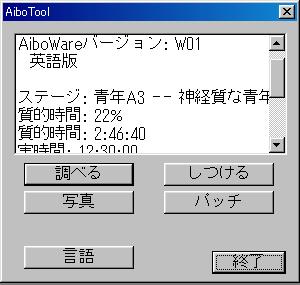 AiboTool
AiboWareバージョン: W01
英語版
ステージ: 青年A3 -- 神経質な青年
質的時間: 22%
質的時間: 2:46:40
実時間: 12:30:00
調べる
しつける
写真
パッチ
言語
終了